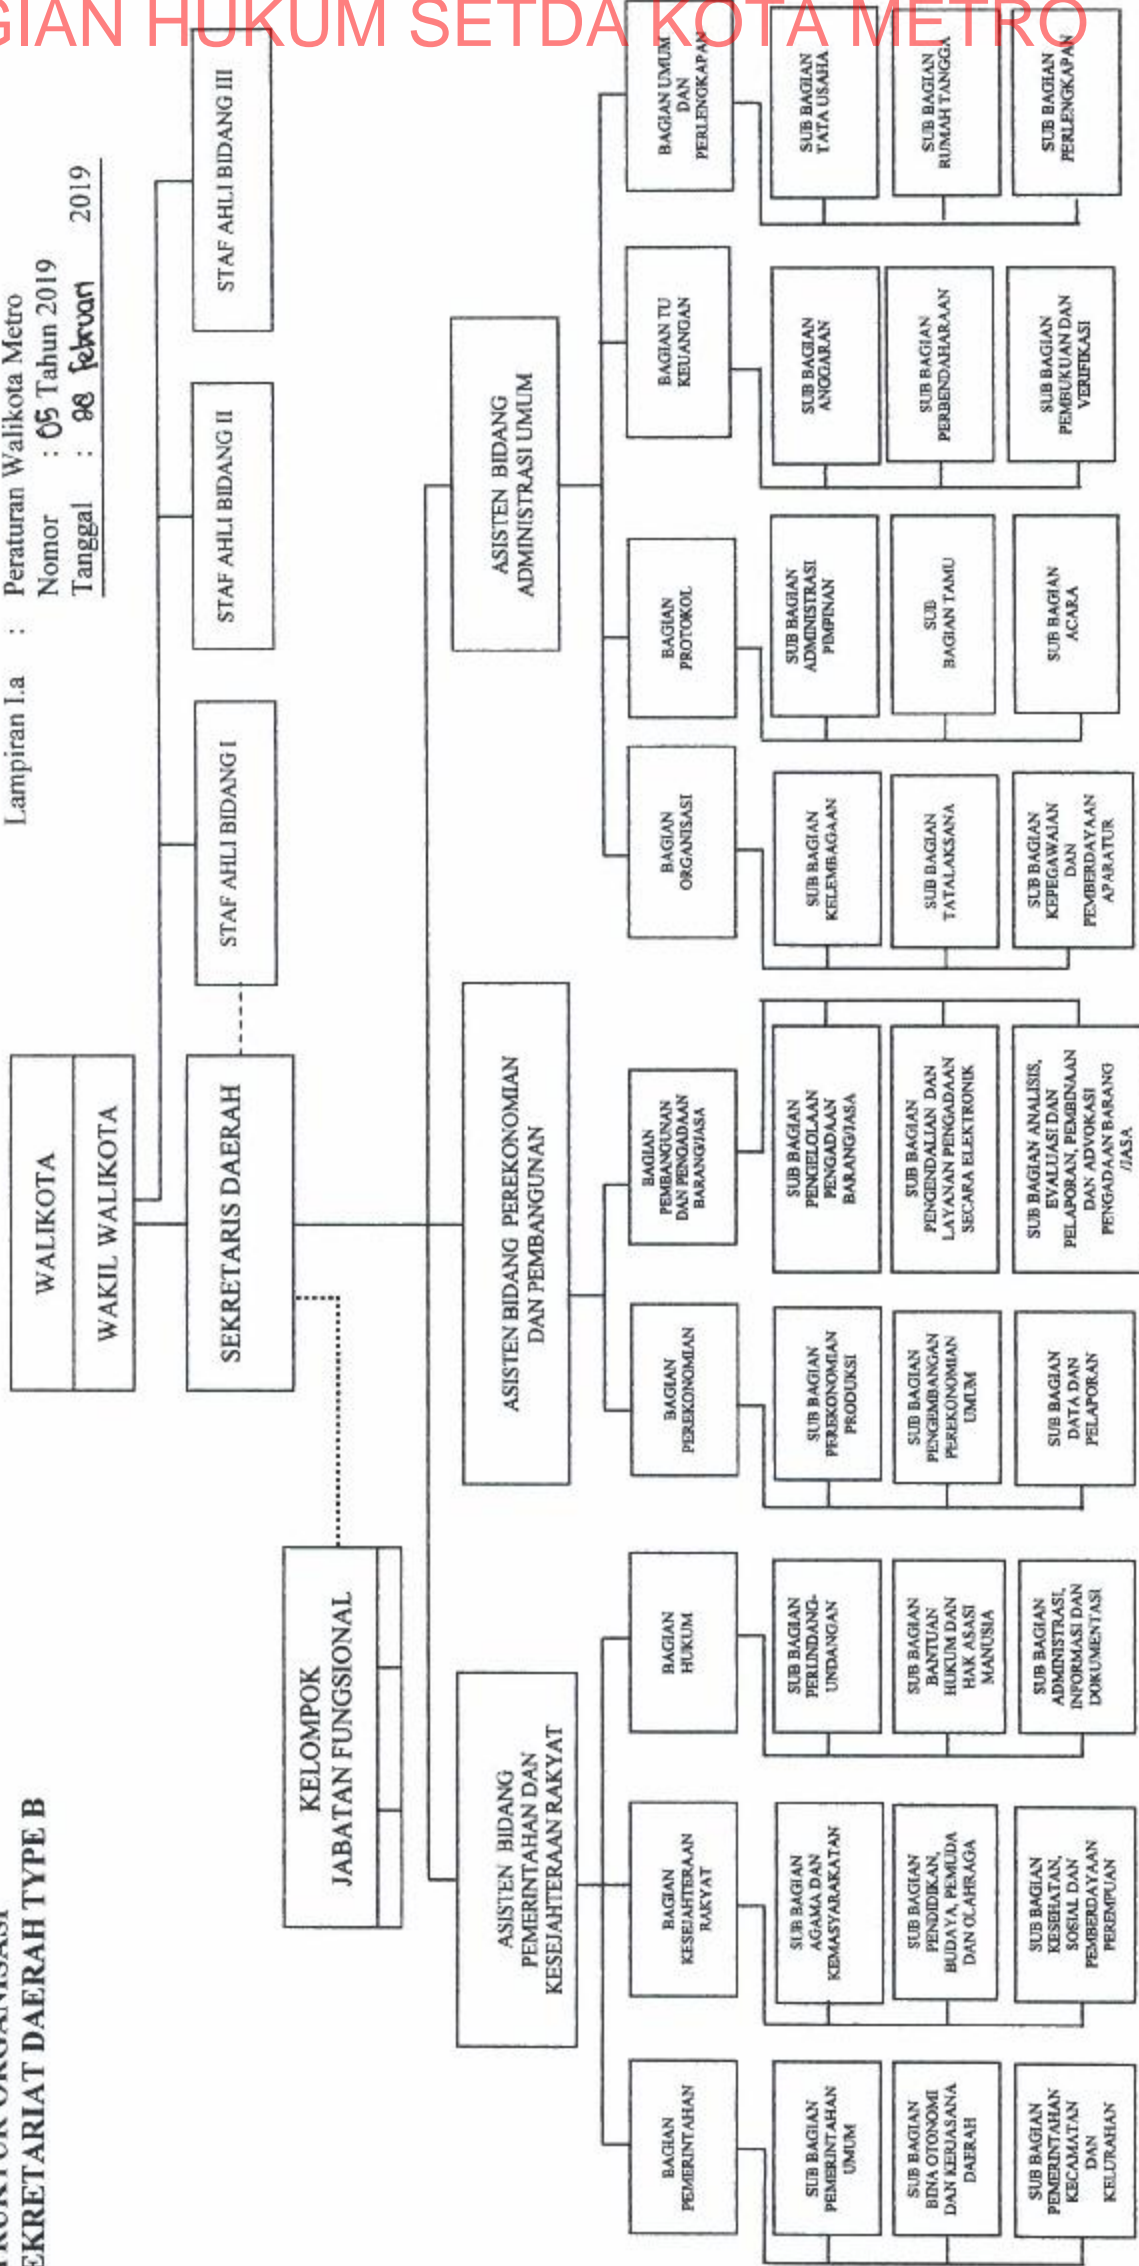 GIAN HUKUM SETDA KOTA METRO
EKRETARIAT DAERAH TYPE B
Lampiran I.a : Peraturan Walikota Metro
Nomor : 05 Tahun 2019
Tanggal : 28 Februari 2019
WALIKOTA
WAKIL WALIKOTA
STAF AHLI BIDANG I
STAF AHLI BIDANG II
STAF AHLI BIDANG III
SEKRETARIS DAERAH
KELOMPOK
JABATAN FUNGSIONAL
ASISTEN BIDANG
PEMERINTAHAN DAN
KESEJAHTERAAN RAKYAT
ASISTEN BIDANG PEREKONOMIAN
DAN PEMBANGUNAN
ASISTEN BIDANG
ADMINISTRASI UMUM
BAGIAN
PEMERINTAHAN
SUB BAGIAN
PEMERINTAHAN
UMUM
SUB BAGIAN
BINA OTONOMI
DAN KERJASANA
DAERAH
SUB BAGIAN
PEMERINTAHAN
KECAMATAN
DAN
KELURAHAN
BAGIAN
KESEJAHTERAAN
RAKYAT
SUB BAGIAN
AGAMA DAN
KEMASYARAKATAN
SUB BAGIAN
PENDIDIKAN,
BUDAYA, PEMUDA
DAN OLAHRAGA
SUB BAGIAN
KESEHATAN,
SOSIAL DAN
PEMBERDAYAAN
PEREMPUAN
BAGIAN
HUKUM
SUB BAGIAN
PERUNDANG-
UNDANGAN
SUB BAGIAN
BANTUAN
HUKUM DAN
HAK ASASI
MANUSIA
SUB BAGIAN
ADMINISTRASI,
INFORMASI DAN
DOKUMENTASI
BAGIAN
PEREKONOMIAN
SUB BAGIAN
PEREKONOMIAN
PRODUKSI
SUB BAGIAN
PENGEMBANGAN
PEREKONOMIAN
UMUM
SUB BAGIAN
DATA DAN
PELAPORAN
BAGIAN
PEMBANGUNAN
DAN PENGADAAN
BARANG/JASA
SUB BAGIAN
PENGELOLAAN
PENGADAAN
BARANG/JASA
SUB BAGIAN
PENGENDALIAN DAN
LAYANAN PENGADAAN
SECARA ELEKTRONIK
SUB BAGIAN ANALISIS,
EVALUASI DAN
PELAPORAN, PEMBINAAN
DAN ADVOKASI
PENGADAAN BARANG
/JASA
BAGIAN
ORGANISASI
SUB BAGIAN
KELEMBAGAAN
SUB BAGIAN
TATALAKSANA
SUB BAGIAN
KEPEGAWAIAN
DAN
PEMBERDAYAAN
APARATUR
BAGIAN
PROTOKOL
SUB BAGIAN
ADMINISTRASI
PIMPINAN
SUB
BAGIAN TAMU
SUB BAGIAN
ACARA
BAGIAN TU
KEUANGAN
SUB BAGIAN
ANGGARAN
SUB BAGIAN
PERBENDAHARAAN
SUB BAGIAN
PEMBUKUAN DAN
VERIFIKASI
BAGIAN UMUM
DAN
PERLENGKAPAN
SUB BAGIAN
TATA USAHA
SUB BAGIAN
RUMAH TANGGA
SUB BAGIAN
PERLENGKAPAN